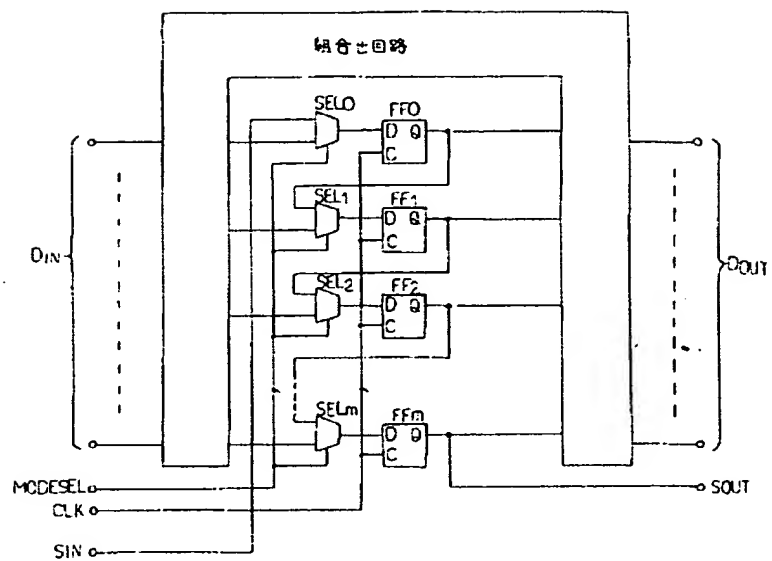 組合せ回路
SEL0 FF0
D Q
C
SEL1 FF1
D Q
C
DIN
DOUT
SEL2 FF2
D Q
C
SELm FFm
D Q
C
MODESEL
SOUT
CLK
SIN